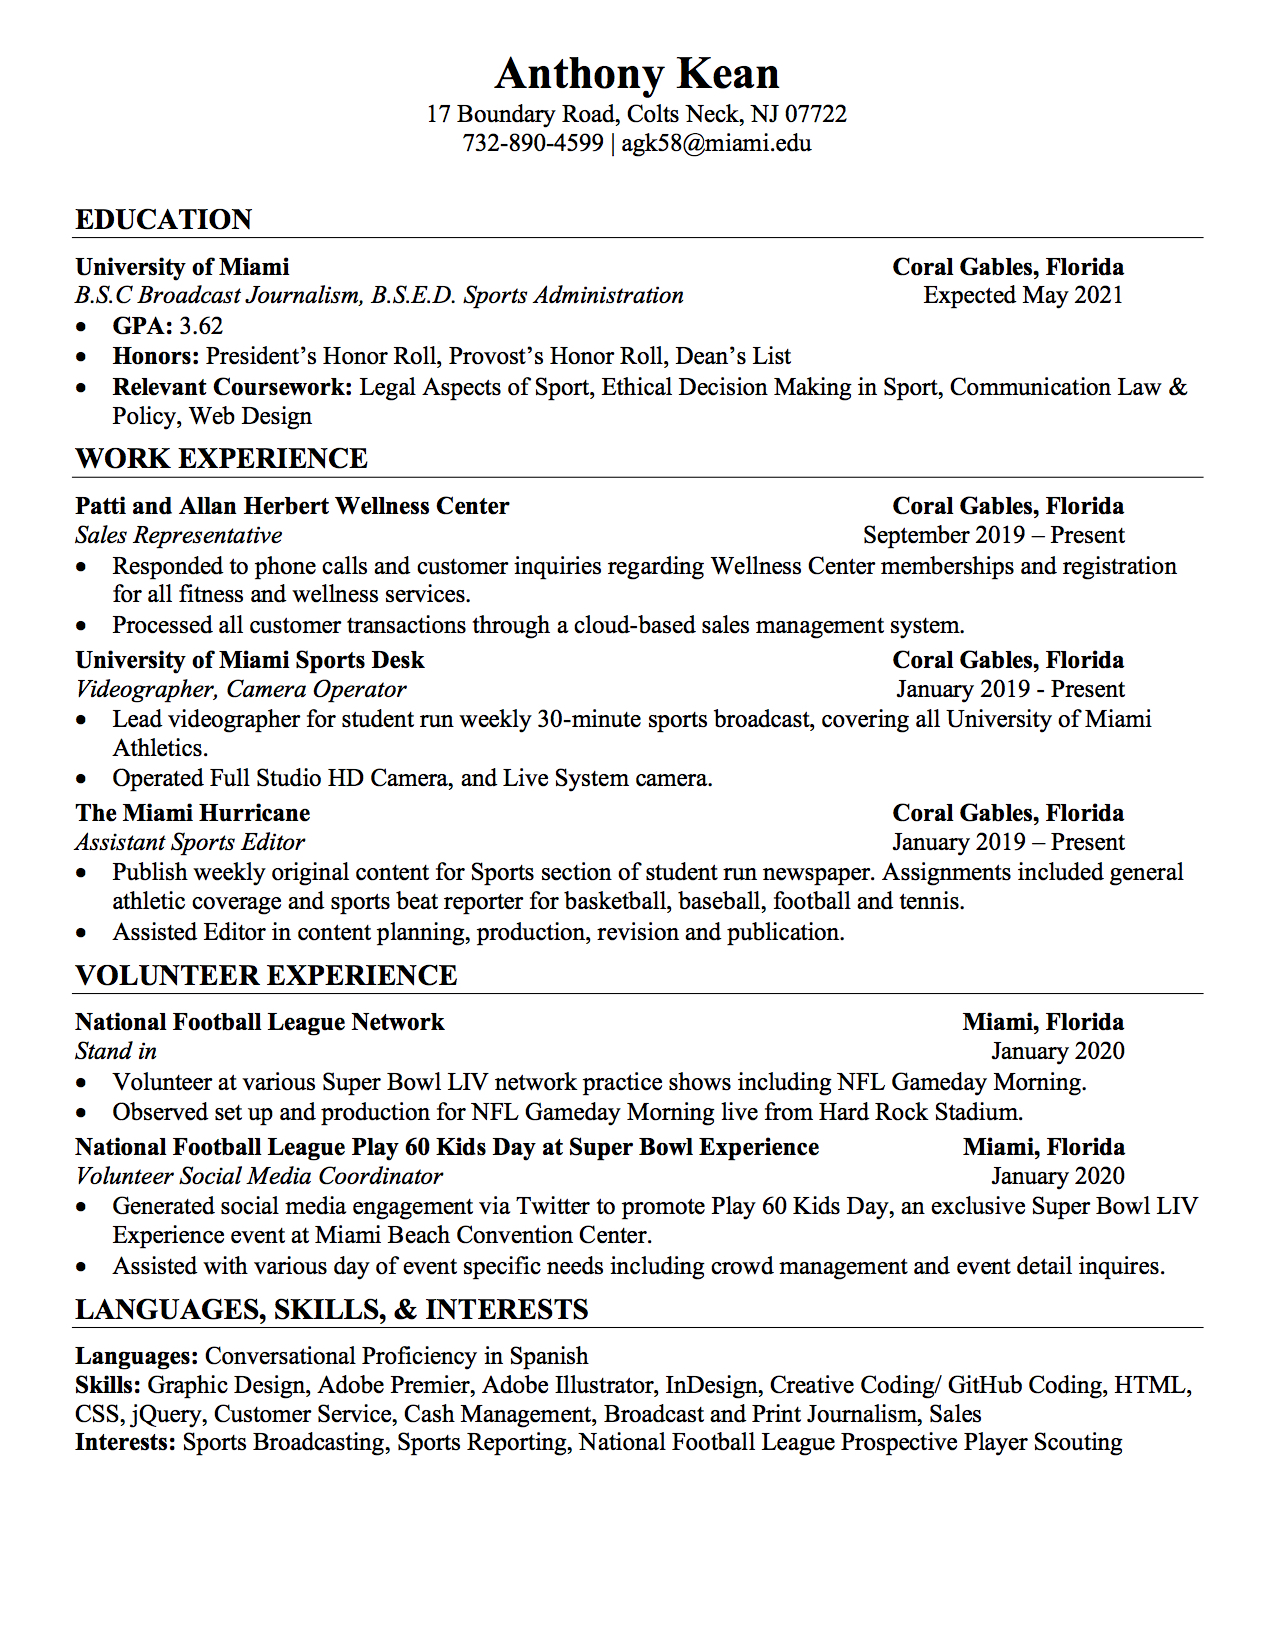 Anthony Kean
17 Boundary Road, Colts Neck, NJ 07722
732-890-4599 | agk58@miami.edu
EDUCATION
University of Miami Coral Gables, Florida
B.S.C Broadcast Journalism, B.S.E.D. Sports Administration Expected May 2021
• GPA: 3.62
• Honors: President’s Honor Roll, Provost’s Honor Roll, Dean’s List
• Relevant Coursework: Legal Aspects of Sport, Ethical Decision Making in Sport, Communication Law &
Policy, Web Design
WORK EXPERIENCE
Patti and Allan Herbert Wellness Center Coral Gables, Florida
Sales Representative September 2019 – Present
• Responded to phone calls and customer inquiries regarding Wellness Center memberships and registration
for all fitness and wellness services.
• Processed all customer transactions through a cloud-based sales management system.
University of Miami Sports Desk Coral Gables, Florida
Videographer, Camera Operator January 2019 - Present
• Lead videographer for student run weekly 30-minute sports broadcast, covering all University of Miami
Athletics.
• Operated Full Studio HD Camera, and Live System camera.
The Miami Hurricane Coral Gables, Florida
Assistant Sports Editor January 2019 – Present
• Publish weekly original content for Sports section of student run newspaper. Assignments included general
athletic coverage and sports beat reporter for basketball, baseball, football and tennis.
• Assisted Editor in content planning, production, revision and publication.
VOLUNTEER EXPERIENCE
National Football League Network Miami, Florida
Stand in January 2020
• Volunteer at various Super Bowl LIV network practice shows including NFL Gameday Morning.
• Observed set up and production for NFL Gameday Morning live from Hard Rock Stadium.
National Football League Play 60 Kids Day at Super Bowl Experience Miami, Florida
Volunteer Social Media Coordinator January 2020
• Generated social media engagement via Twitter to promote Play 60 Kids Day, an exclusive Super Bowl LIV
Experience event at Miami Beach Convention Center.
• Assisted with various day of event specific needs including crowd management and event detail inquires.
LANGUAGES, SKILLS, & INTERESTS
Languages: Conversational Proficiency in Spanish
Skills: Graphic Design, Adobe Premier, Adobe Illustrator, InDesign, Creative Coding/ GitHub Coding, HTML,
CSS, jQuery, Customer Service, Cash Management, Broadcast and Print Journalism, Sales
Interests: Sports Broadcasting, Sports Reporting, National Football League Prospective Player Scouting